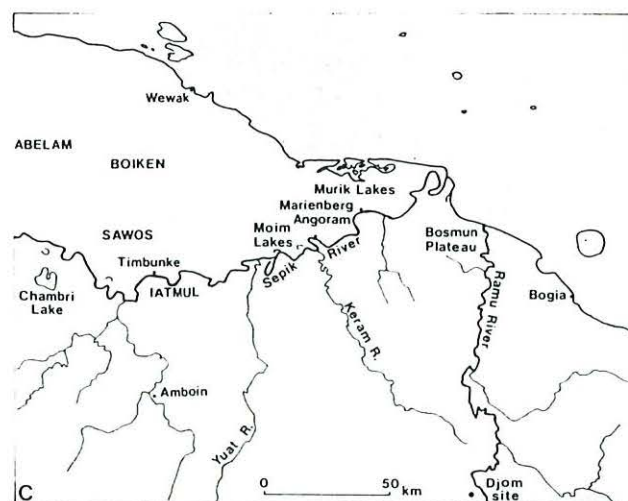 Wewak
ABELAM
BOIKEN
Murik Lakes
Marienberg
Angoram
SAWOS
Moim
Lakes
Bosmun
Plateau
Timbunke
Sepik
River
Chambri
Lake
IATMUL
Ramu River
Bogia
Keram R.
Amboin
Yuat R.
C
0
50
km
Djom
site